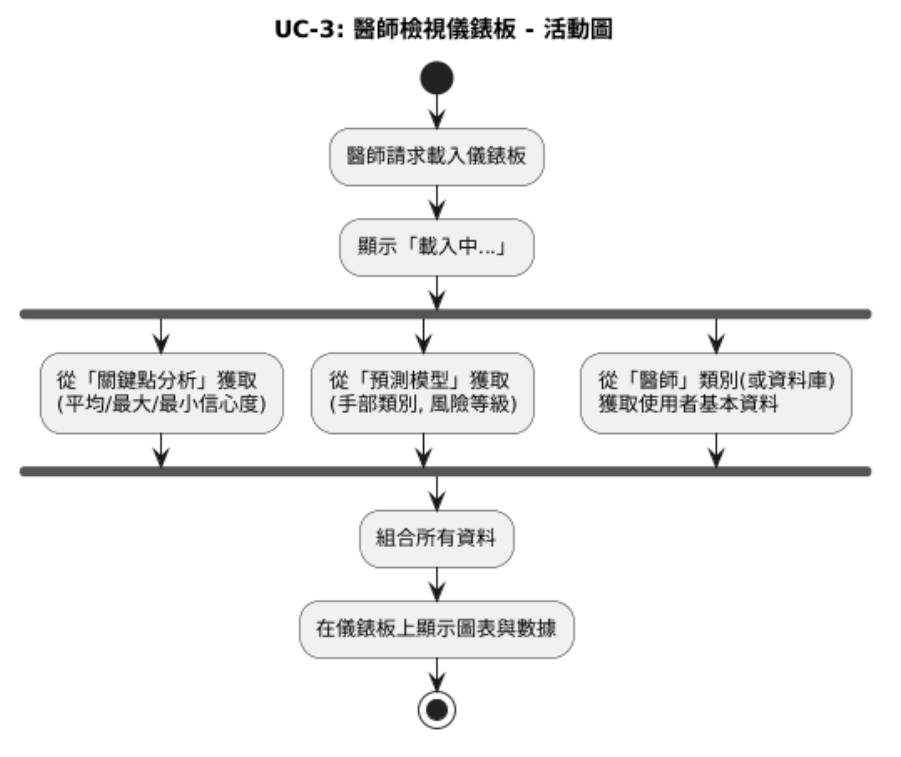 UC-3: 醫師檢視儀錶板 - 活動圖
醫師請求載入儀錶板
顯示「載入中...」
從「關鍵點分析」獲取
(平均/最大/最小信心度)
從「預測模型」獲取
(手部類別, 風險等級)
從「醫師」類別(或資料庫)
獲取使用者基本資料
組合所有資料
在儀錶板上顯示圖表與數據